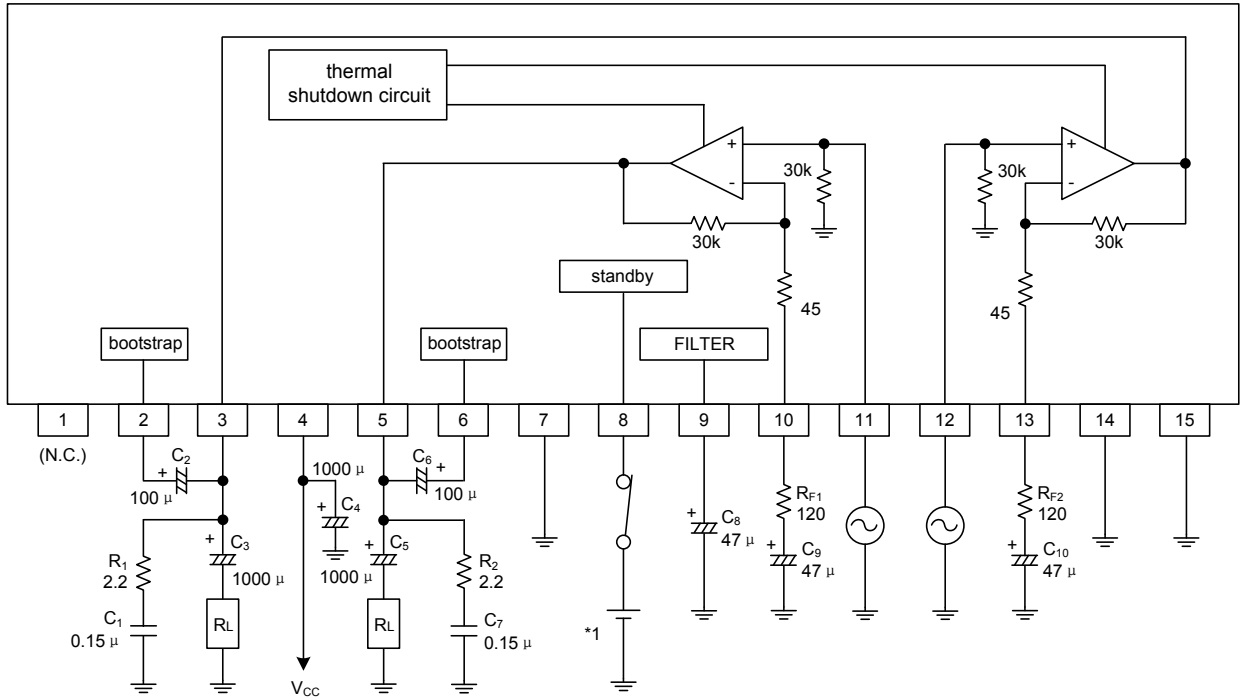 thermal
shutdown circuit
+
-
30k
30k
45
+
-
30k
30k
45
standby
bootstrap
bootstrap
FILTER
1
2
3
4
5
6
7
8
9
10
11
12
13
14
15
(N.C.)
+
C2
100 μ
1000 μ
+
C4
C6
+
100 μ
R1
2.2
+
C3
1000 μ
+
C5
1000 μ
R2
2.2
+
C8
47 μ
RF1
120
+
C9
47 μ
RF2
120
+
C10
47 μ
C1
0.15 μ
RL
RL
C7
0.15 μ
*1
VCC